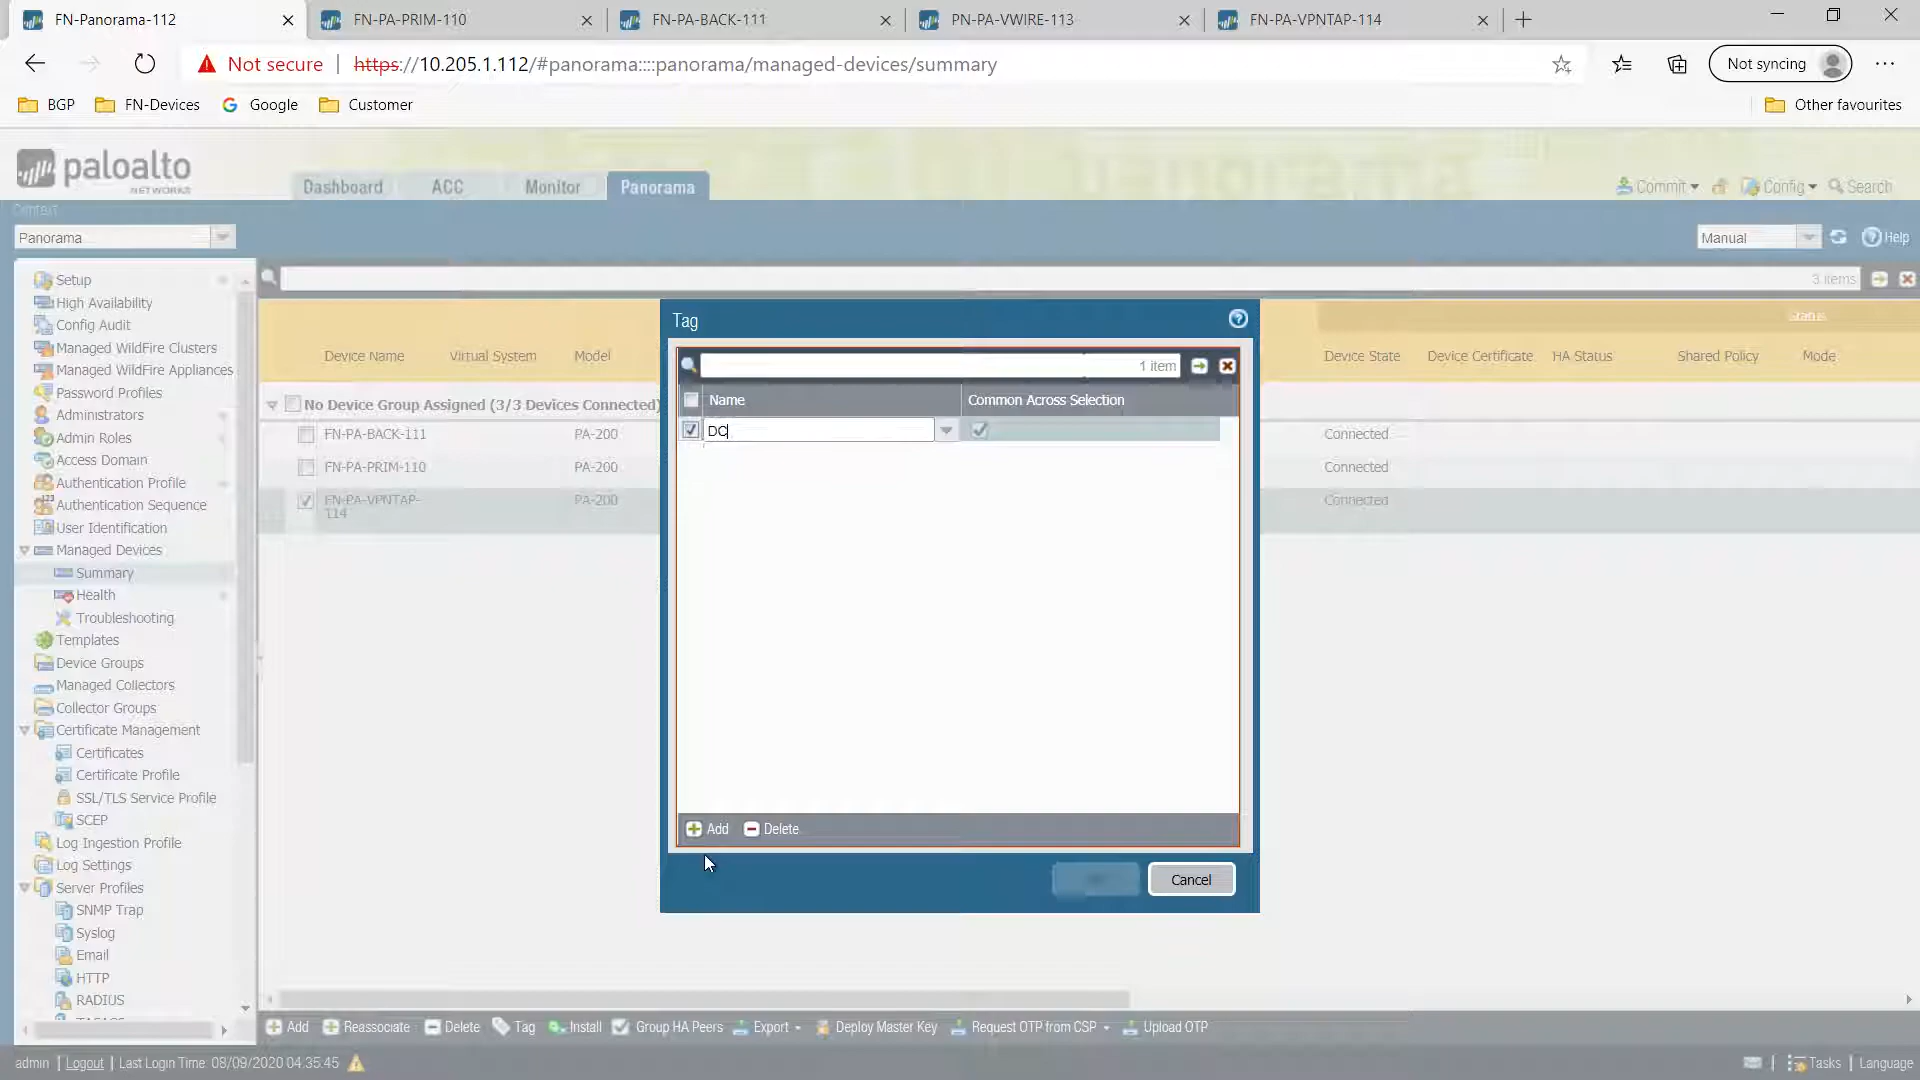 FN-Panorama-112
FN-PA-PRIM-110
FN-PA-BACK-111
PN-PA-VWIRE-113
FN-PA-VPNTAP-114
Not secure
https://10.205.1.112/#panorama::::panorama/managed-devices/summary
Not syncing
BGP
FN-Devices
Google
Customer
Other favourites
paloalto
NETWORKS
Dashboard
ACC
Monitor
Panorama
Commit
Config
Search
Context
Panorama
Manual
Help
Setup
High Availability
Config Audit
Managed WildFire Clusters
Managed WildFire Appliances
Password Profiles
Administrators
Admin Roles
Access Domain
Authentication Profile
Authentication Sequence
User Identification
Managed Devices
Summary
Health
Troubleshooting
Templates
Device Groups
Managed Collectors
Collector Groups
Certificate Management
Certificates
Certificate Profile
SSL/TLS Service Profile
SCEP
Log Ingestion Profile
Log Settings
Server Profiles
SNMP Trap
Syslog
Email
HTTP
RADIUS
3 items
Status
Device Name
Virtual System
Model
Device State
Device Certificate
HA Status
Shared Policy
Mode
No Device Group Assigned (3/3 Devices Connected)
FN-PA-BACK-111
PA-200
Connected
FN-PA-PRIM-110
PA-200
Connected
FN-PA-VPNTAP-
114
PA-200
Connected
Tag
1 item
Name
Common Across Selection
DC
Add
Delete
Cancel
Add
Reassociate
Delete
Tag
Install
Group HA Peers
Export
Deploy Master Key
Request OTP from CSP
Upload OTP
admin | Logout | Last Login Time: 08/09/2020 04:35:45
Tasks | Language